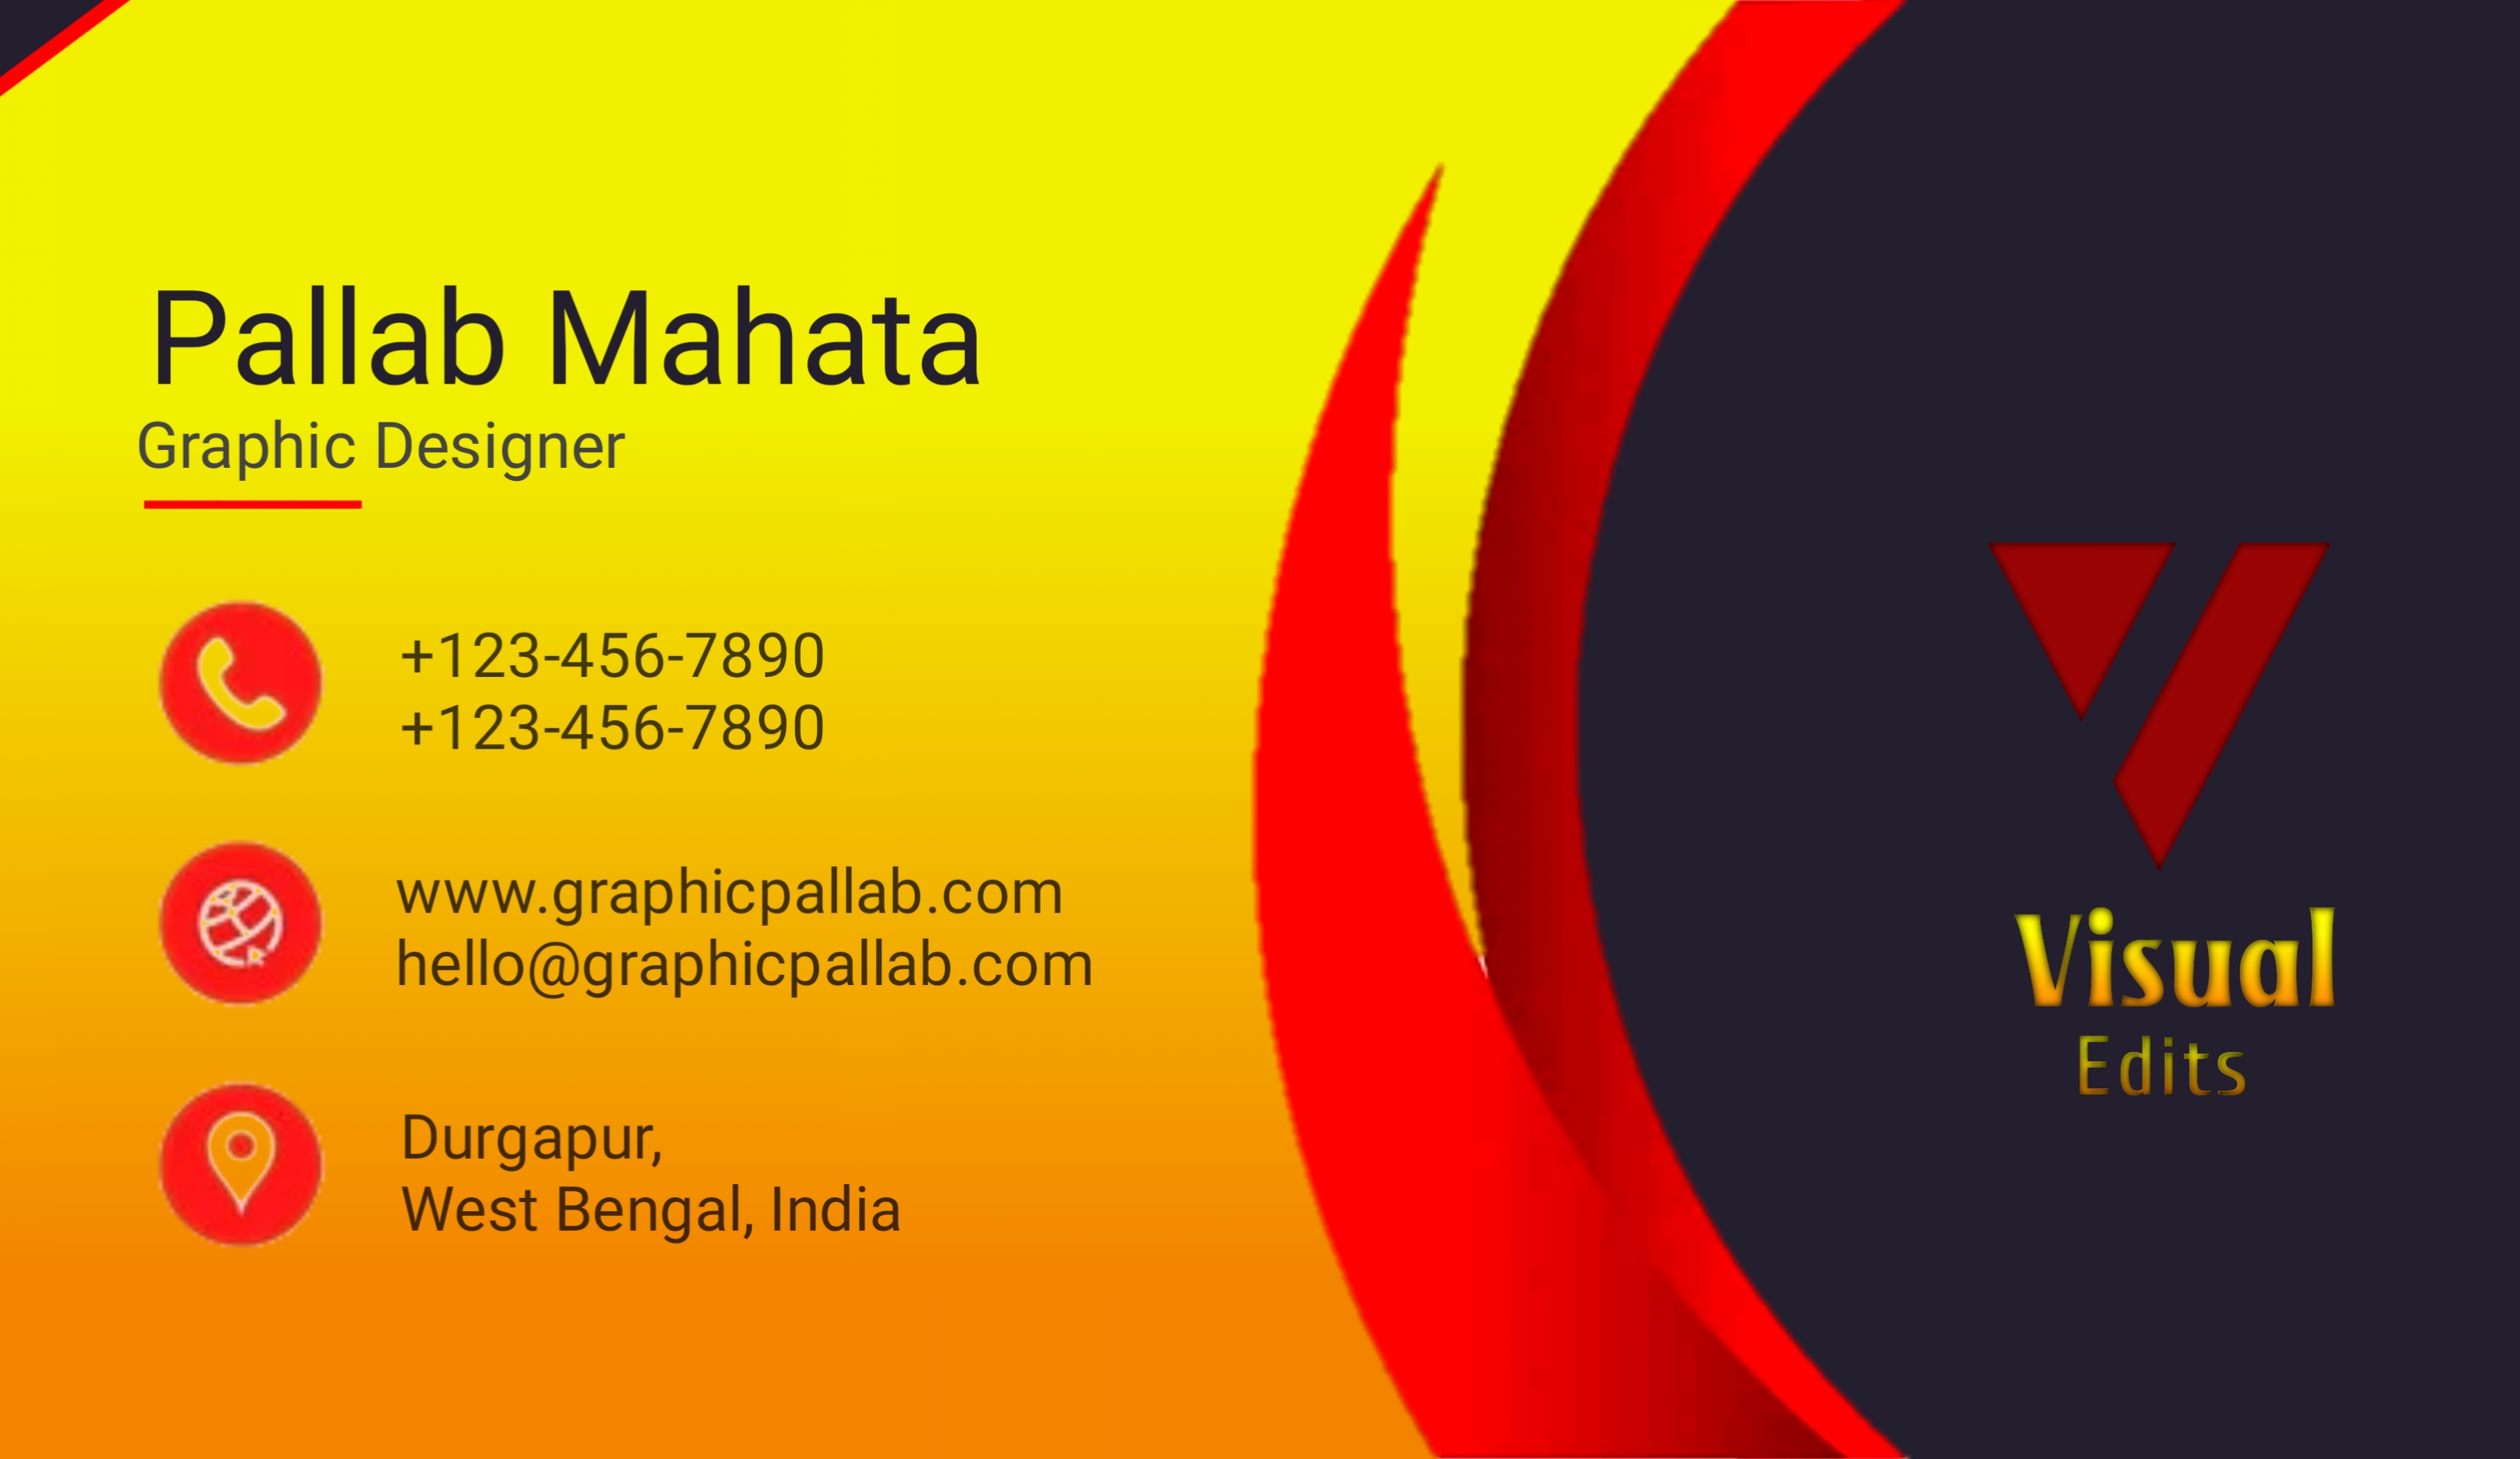 Pallab Mahata
Graphic Designer
+123-456-7890
+123-456-7890
www.graphicpallab.com
hello@graphicpallab.com
Durgapur,
West Bengal, India
Visual
Edits